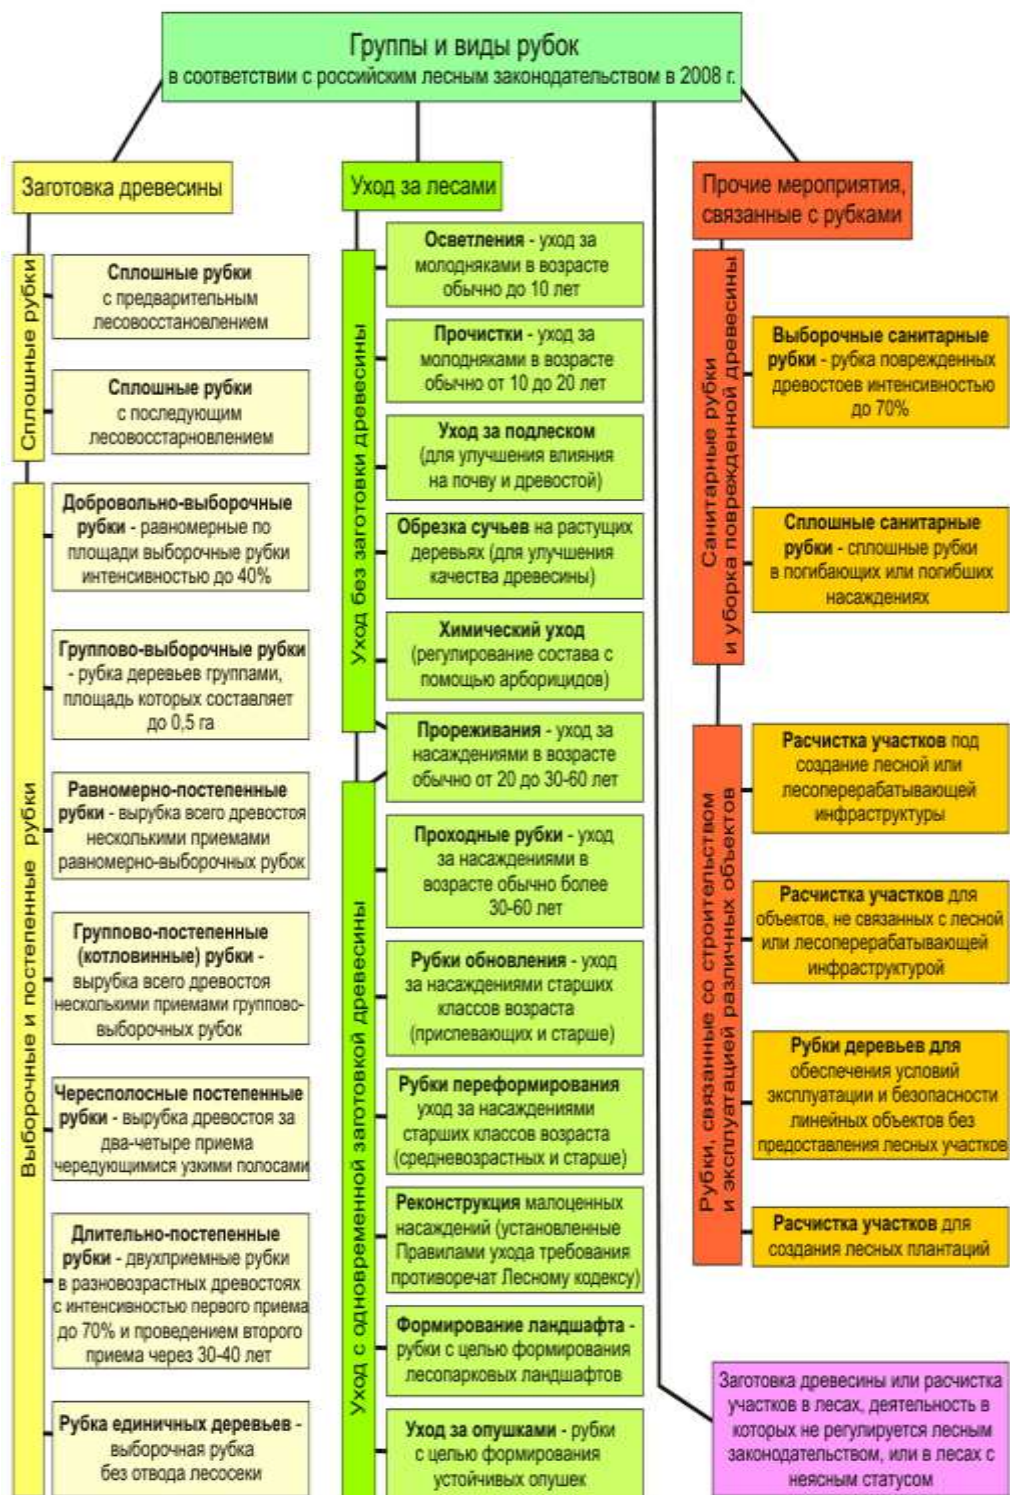 Группы и виды рубок
в соответствии с российским лесным законодательством в 2008 г.
Заготовка древесины
Сплошные рубки
Сплошные рубки
с предварительным
лесовосстановлением
Сплошные рубки
с последующим
лесовосстарновлением
Выборочные и постепенные рубки
Добровольно-выборочные
рубки - равномерные по
площади выборочные рубки
интенсивностью до 40%
Группово-выборочные рубки
- рубка деревьев группами,
площадь которых составляет
до 0,5 га
Равномерно-постепенные
рубки - вырубка всего древостоя
несколькими приемами
равномерно-выборочных рубок
Группово-постепенные
(котловинные) рубки -
вырубка всего древостоя
несколькими приемами группово-
выборочных рубок
Чересполосные постепенные
рубки - вырубка древостоя за
два-четыре приема
чередующимися узкими полосами
Длительно-постепенные
рубки - двухприемные рубки
в разновозрастных древостоях
с интенсивностью первого приема
до 70% и проведением второго
приема через 30-40 лет
Рубка единичных деревьев -
выборочная рубка
без отвода лесосеки
Уход за лесами
Уход без заготовки древесины
Осветления - уход за
молодняками в возрасте
обычно до 10 лет
Прочистки - уход за
молодняками в возрасте
обычно от 10 до 20 лет
Уход за подлеском
(для улучшения влияния
на почву и древостой)
Обрезка сучьев на растущих
деревьях (для улучшения
качества древесины)
Химический уход
(регулирование состава с
помощью арборицидов)
Прореживания - уход за
насаждениями в возрасте
обычно от 20 до 30-60 лет
Уход с одновременной заготовкой древесины
Проходные рубки - уход
за насаждениями в
возрасте обычно более
30-60 лет
Рубки обновления - уход
за насаждениями старших
классов возраста
(приспевающих и старше)
Рубки переформирования
уход за насаждениями
старших классов возраста
(средневозрастных и старше)
Реконструкция малоценных
насаждений (установленные
Правилами ухода требования
противоречат Лесному кодексу)
Формирование ландшафта -
рубки с целью формирования
лесопарковых ландшафтов
Уход за опушками - рубки
с целью формирования
устойчивых опушек
Прочие мероприятия,
связанные с рубками
Санитарные рубки
и уборка поврежденной древесины
Выборочные санитарные
рубки - рубка поврежденных
древостоев интенсивностью
до 70%
Сплошные санитарные
рубки - сплошные рубки
в погибающих или погибших
насаждениях
Рубки, связанные со строительством
и эксплуатацией различных объектов
Расчистка участков под
создание лесной или
лесоперерабатывающей
инфраструктуры
Расчистка участков для
объектов, не связанных с лесной
или лесоперерабатывающей
инфраструктурой
Рубки деревьев для
обеспечения условий
эксплуатации и безопасности
линейных объектов без
предоставления лесных участков
Расчистка участков для
создания лесных плантаций
Заготовка древесины или расчистка
участков в лесах, деятельность в
которых не регулируется лесным
законодательством, или в лесах с
неясным статусом